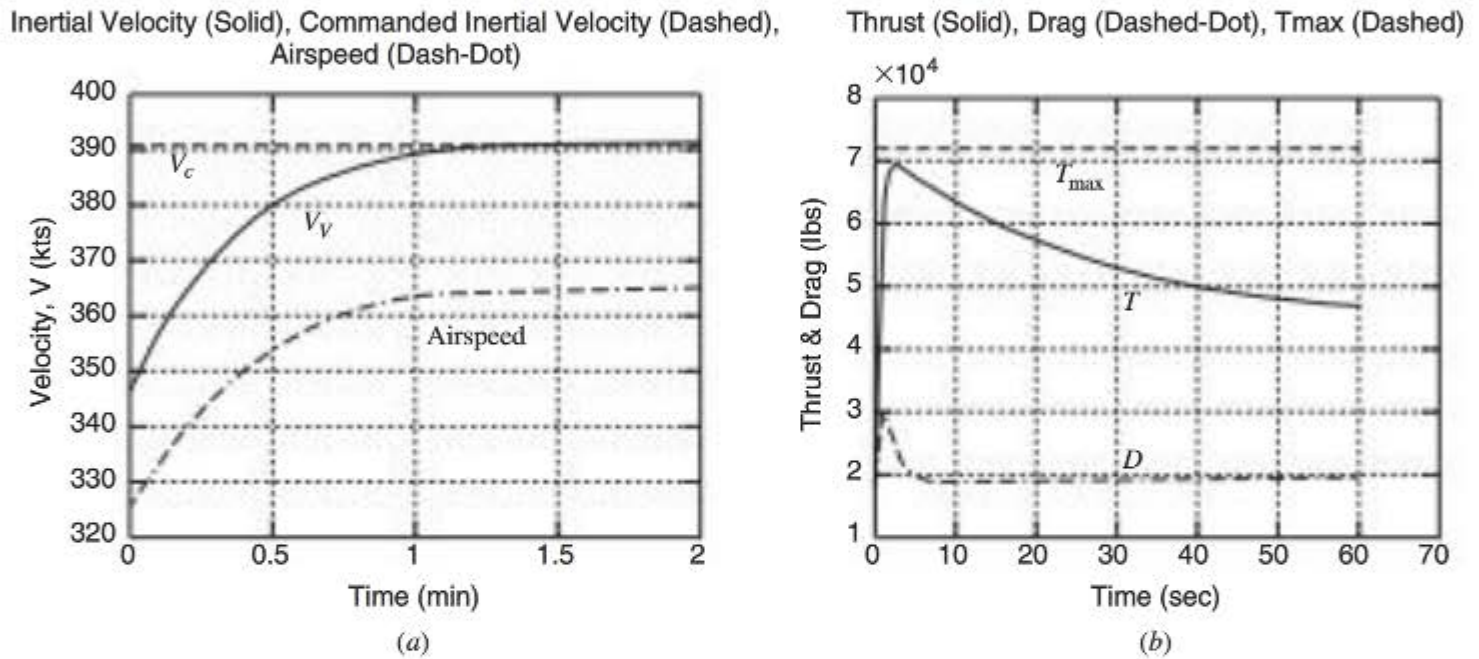 Inertial Velocity (Solid), Commanded Inertial Velocity (Dashed),
Airspeed (Dash-Dot)
400
390
380
370
360
350
340
330
320
Velocity, V (kts)
V_c
V_V
Airspeed
0
0.5
1
1.5
2
Time (min)
(a)
Thrust (Solid), Drag (Dashed-Dot), Tmax (Dashed)
×10⁴
8
7
6
5
4
3
2
1
Thrust & Drag (lbs)
T_max
T
D
0
10
20
30
40
50
60
70
Time (sec)
(b)